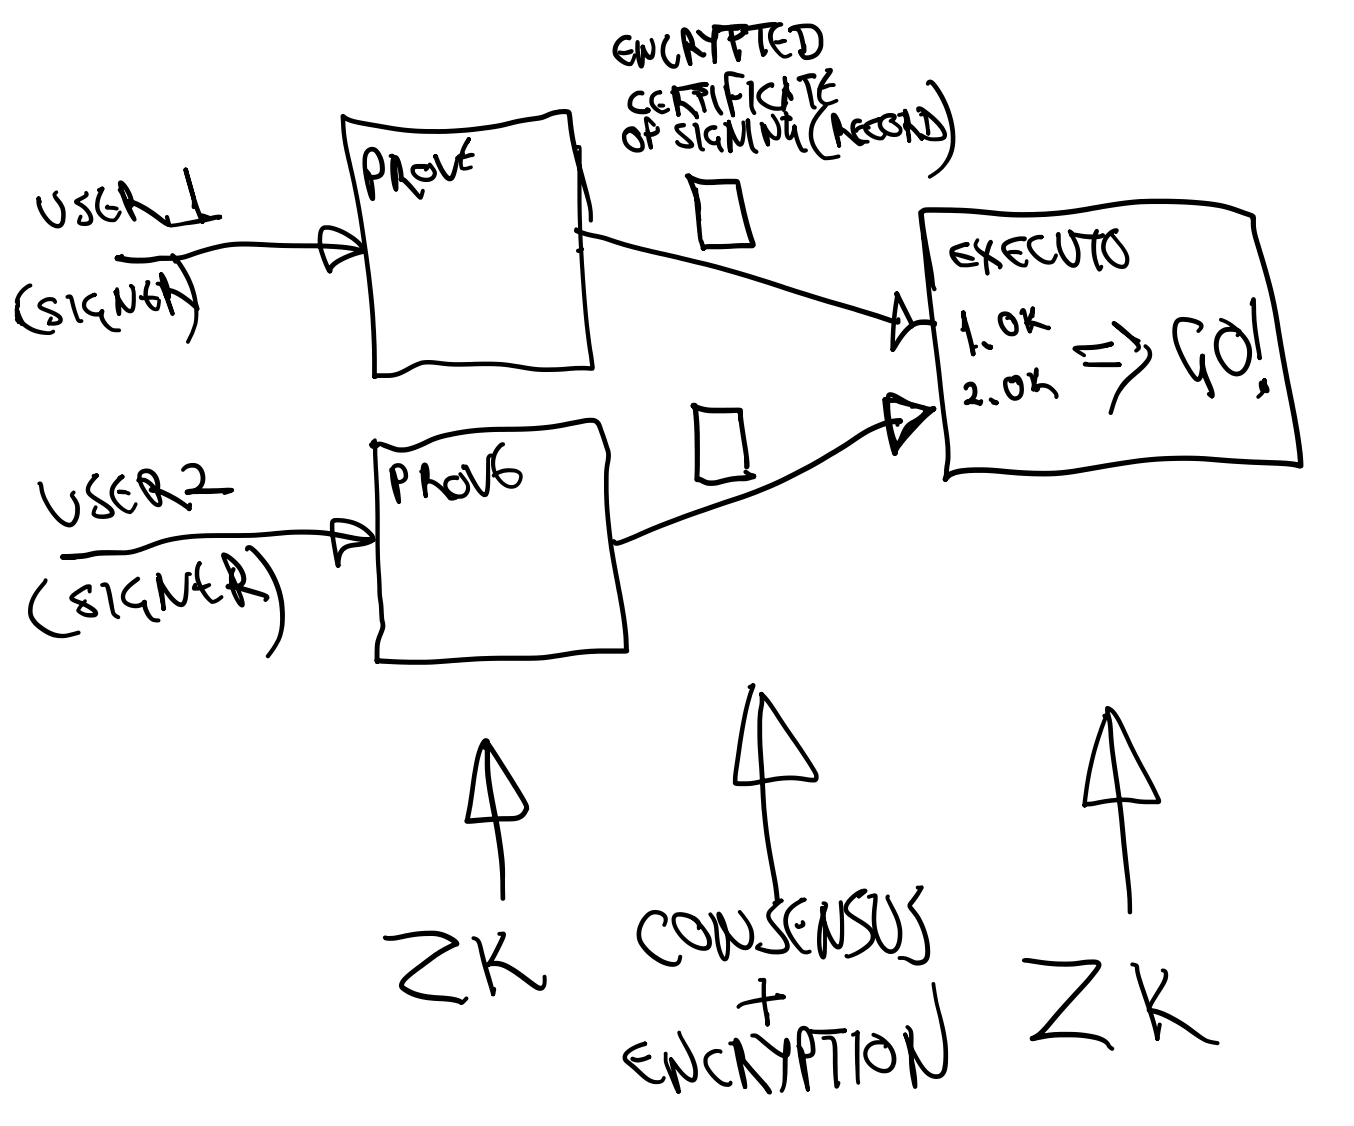 ENCRYPTED
CERTIFICATE
OF SIGNING (RECORD)
USER 1
(SIGNER)
PROVE
EXECUTO
1. OK
2. OK
=> GO!
USER 2
(SIGNER)
PROVE
ZK
CONSENSUS
+
ENCRYPTION
ZK